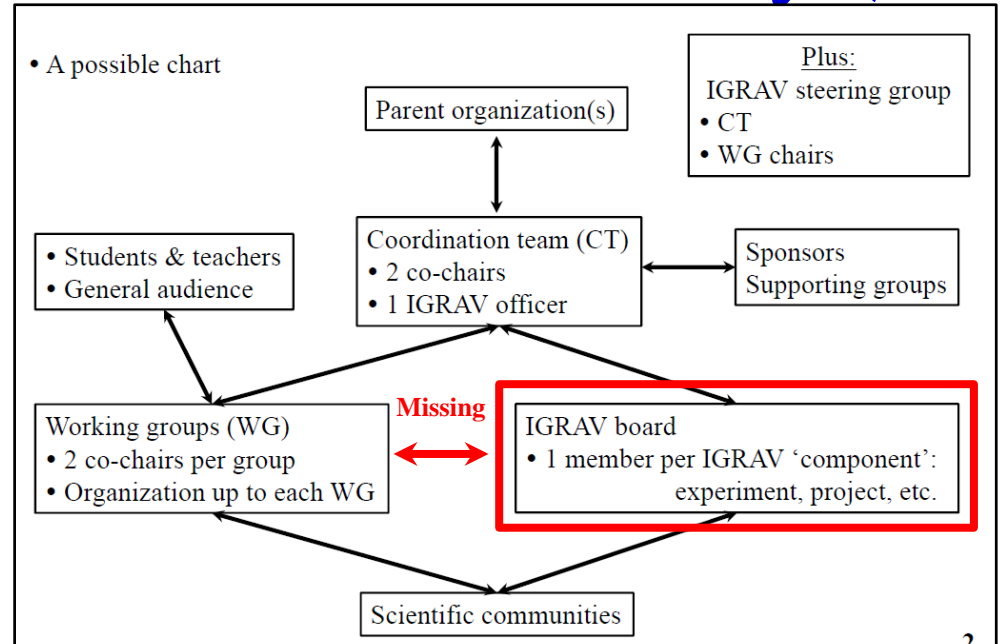 • A possible chart
Plus:
IGRAV steering group
• CT
• WG chairs
Parent organization(s)
• Students & teachers
• General audience
Coordination team (CT)
• 2 co-chairs
• 1 IGRAV officer
Sponsors
Supporting groups
Working groups (WG)
• 2 co-chairs per group
• Organization up to each WG
Missing
IGRAV board
• 1 member per IGRAV ‘component’:
experiment, project, etc.
Scientific communities
2